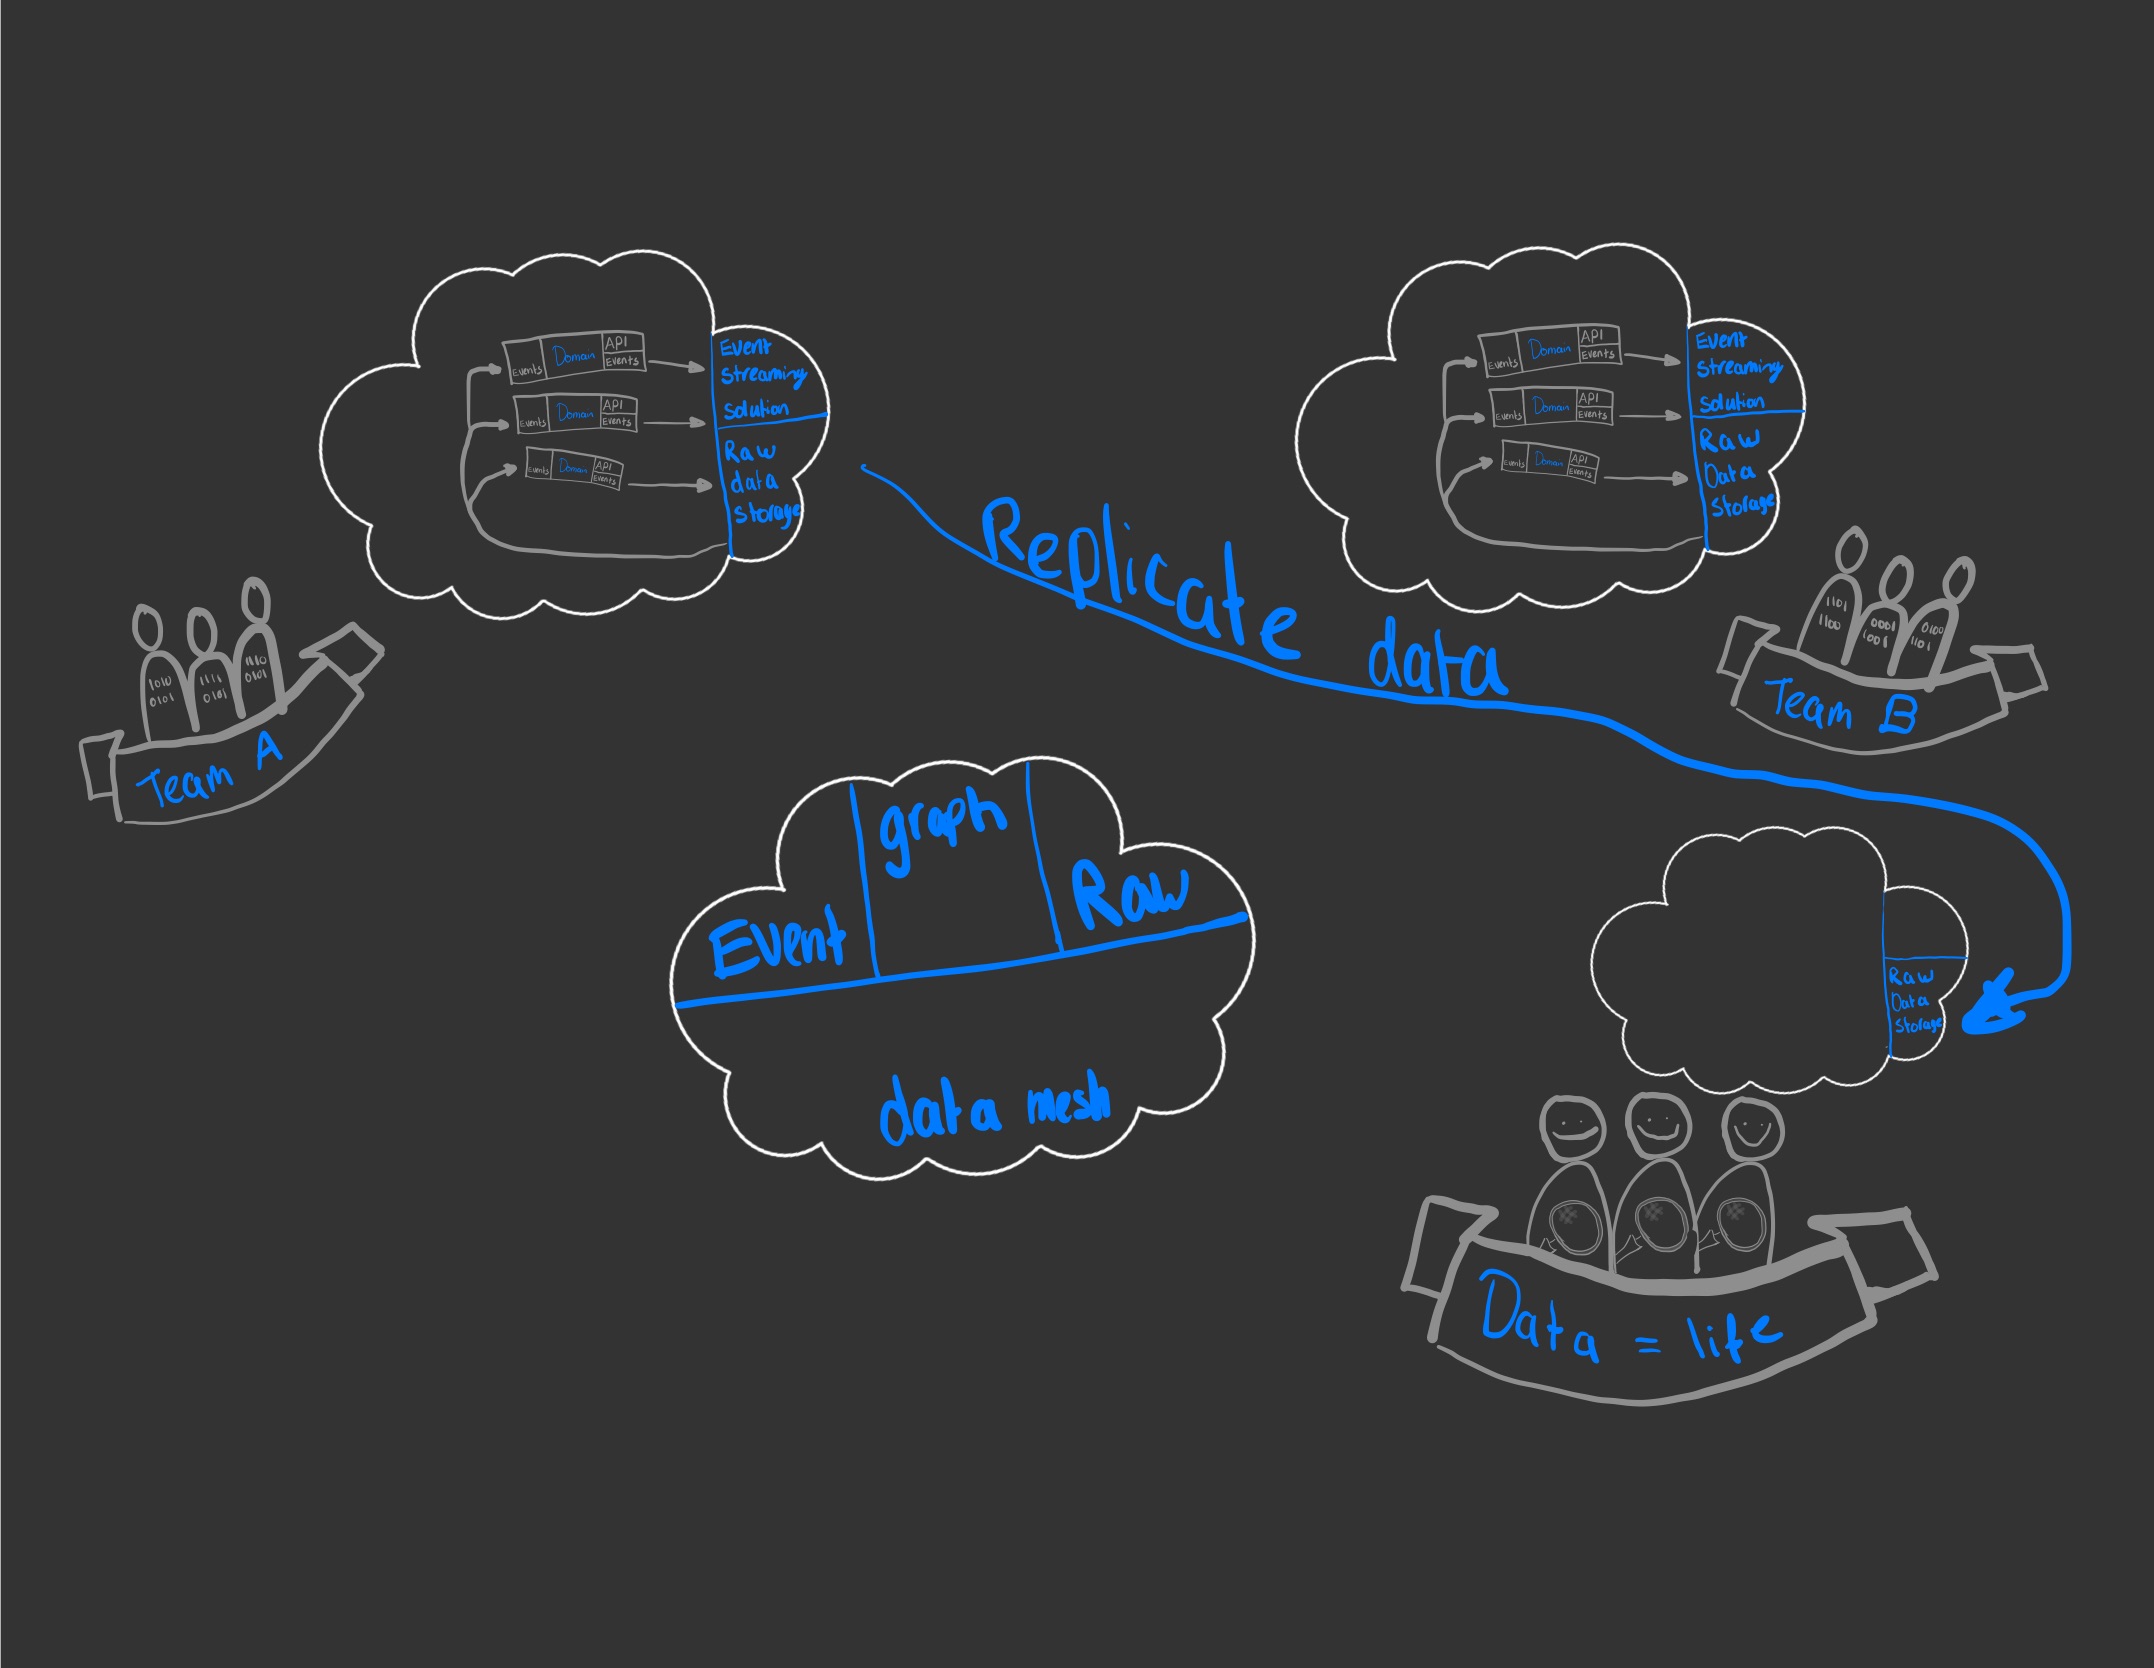 Events
Domain
API
Events
Events
Domain
API
Events
Events
Domain
API
Events
Event
streaming
solution
Raw
data
storage
Events
Domain
API
Events
Events
Domain
API
Events
Events
Domain
API
Events
Event
streaming
solution
Raw
Data
storage
Replicate data
1010
0101
1111
0101
1110
0101
Team A
1101
1100
0001
1001
0100
1101
Team B
Event
graph
Raw
data mesh
Raw
Data
storage
Data = life